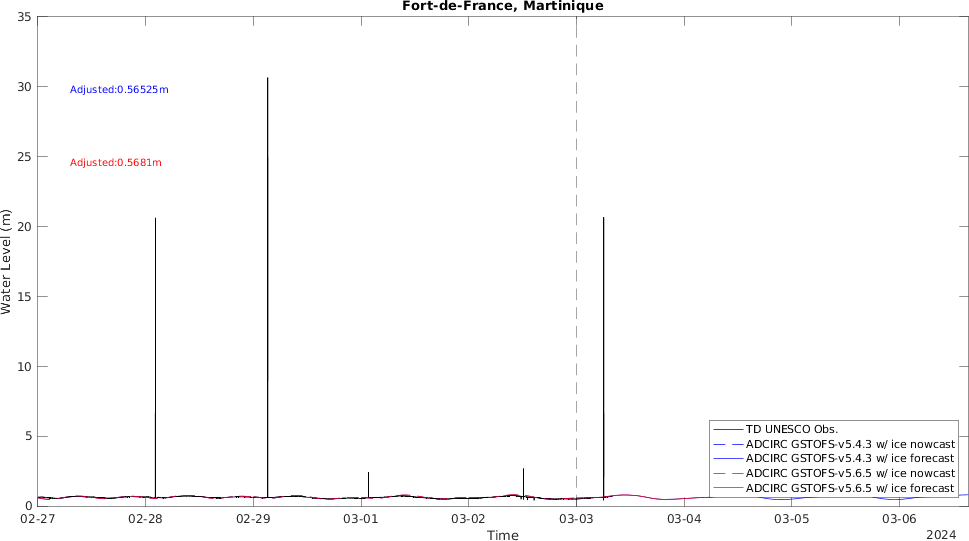 Fort-de-France, Martinique
35
30
25
20
15
10
5
0
Water Level (m)
Adjusted:0.56525m
Adjusted:0.5681m
TD UNESCO Obs.
ADCIRC GSTOFS-v5.4.3 w/ ice nowcast
ADCIRC GSTOFS-v5.4.3 w/ ice forecast
ADCIRC GSTOFS-v5.6.5 w/ ice nowcast
ADCIRC GSTOFS-v5.6.5 w/ ice forecast
02-27 02-28 02-29 03-01 03-02 03-03 03-04 03-05 03-06
Time
2024